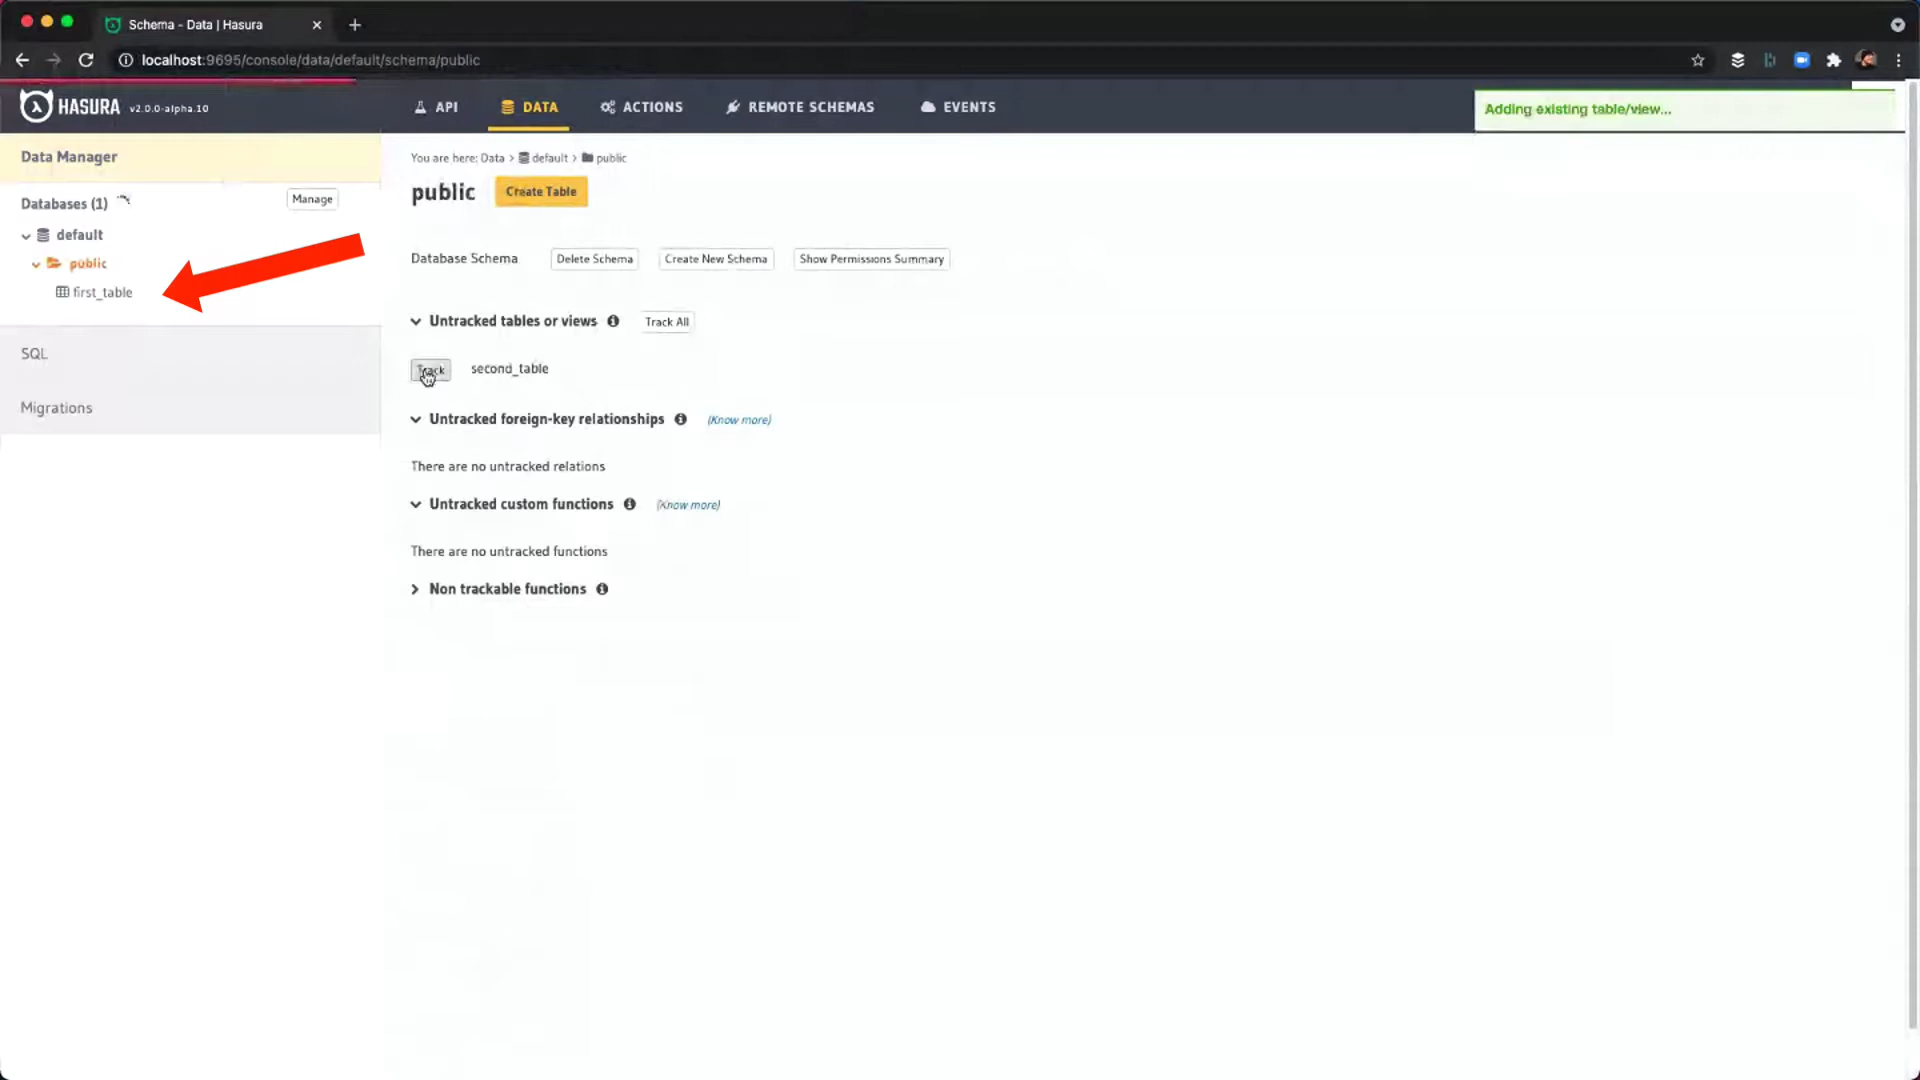 Schema - Data | Hasura
localhost:9695/console/data/default/schema/public
HASURA v2.0.0-alpha.10
API
DATA
ACTIONS
REMOTE SCHEMAS
EVENTS
Adding existing table/view...
Data Manager
Databases (1)
Manage
default
public
first_table
SQL
Migrations
You are here: Data > default > public
public
Create Table
Database Schema
Delete Schema
Create New Schema
Show Permissions Summary
Untracked tables or views
Track All
Track
second_table
Untracked foreign-key relationships
(Know more)
There are no untracked relations
Untracked custom functions
(Know more)
There are no untracked functions
Non trackable functions